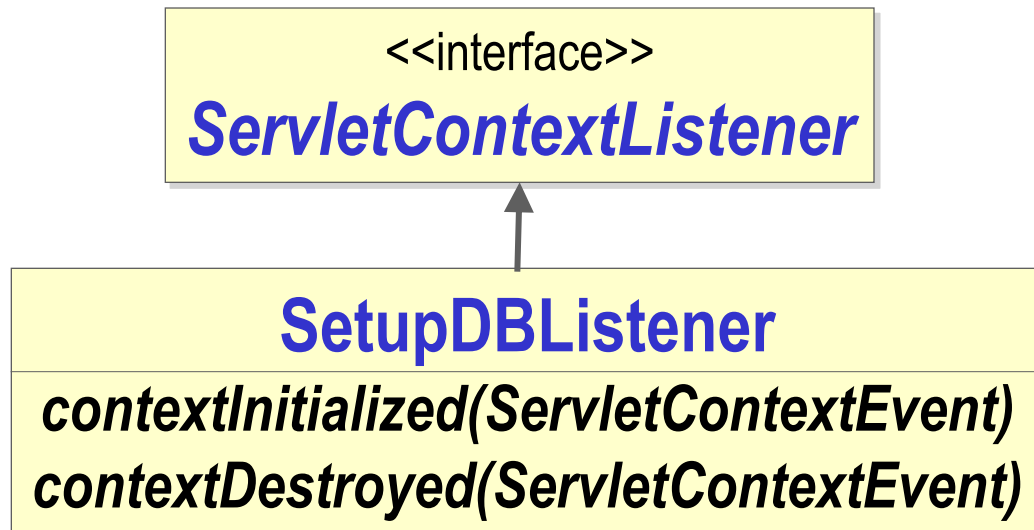 <<interface>>
ServletContextListener
SetupDBListener
contextInitialized(ServletContextEvent)
contextDestroyed(ServletContextEvent)